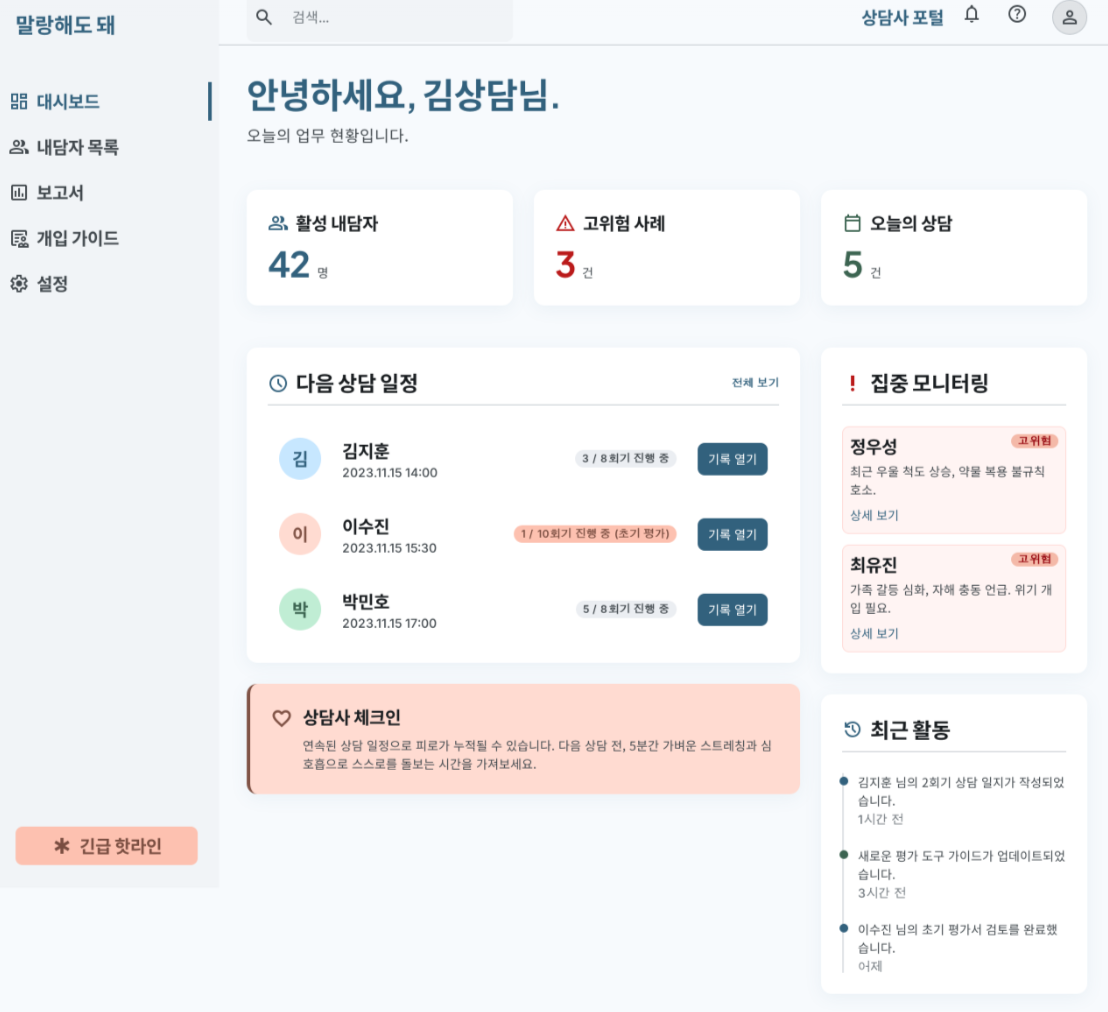 말랑해도 돼
검색...
상담사 포털
대시보드
내담자 목록
보고서
개입 가이드
설정
긴급 핫라인
안녕하세요, 김상담님.
오늘의 업무 현황입니다.
활성 내담자
42 명
고위험 사례
3 건
오늘의 상담
5 건
다음 상담 일정
전체 보기
김
김지훈
2023.11.15 14:00
3 / 8회기 진행 중
기록 열기
이
이수진
2023.11.15 15:30
1 / 10회기 진행 중 (초기 평가)
기록 열기
박
박민호
2023.11.15 17:00
5 / 8회기 진행 중
기록 열기
상담사 체크인
연속된 상담 일정으로 피로가 누적될 수 있습니다. 다음 상담 전, 5분간 가벼운 스트레칭과 심
호흡으로 스스로를 돌보는 시간을 가져보세요.
집중 모니터링
정우성
고위험
최근 우울 척도 상승, 약물 복용 불규칙
호소.
상세 보기
최유진
고위험
가족 갈등 심화, 자해 충동 언급. 위기 개
입 필요.
상세 보기
최근 활동
김지훈 님의 2회기 상담 일지가 작성되었
습니다.
1시간 전
새로운 평가 도구 가이드가 업데이트되었
습니다.
3시간 전
이수진 님의 초기 평가서 검토를 완료했
습니다.
어제